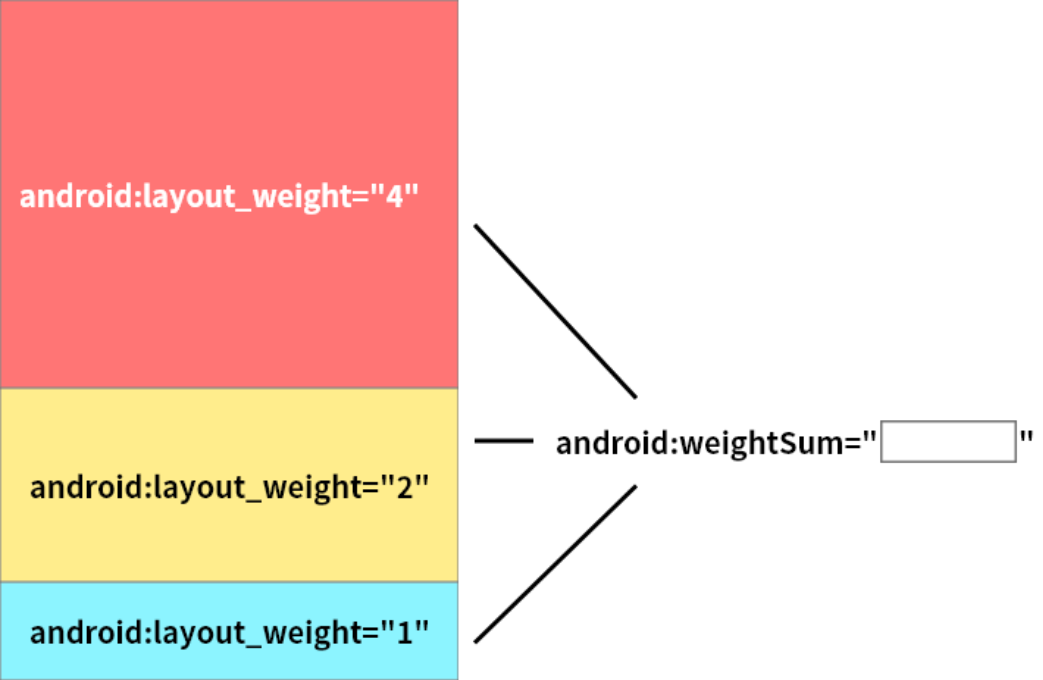 android:layout_weight="4"
android:weightSum=" "
android:layout_weight="2"
android:layout_weight="1"